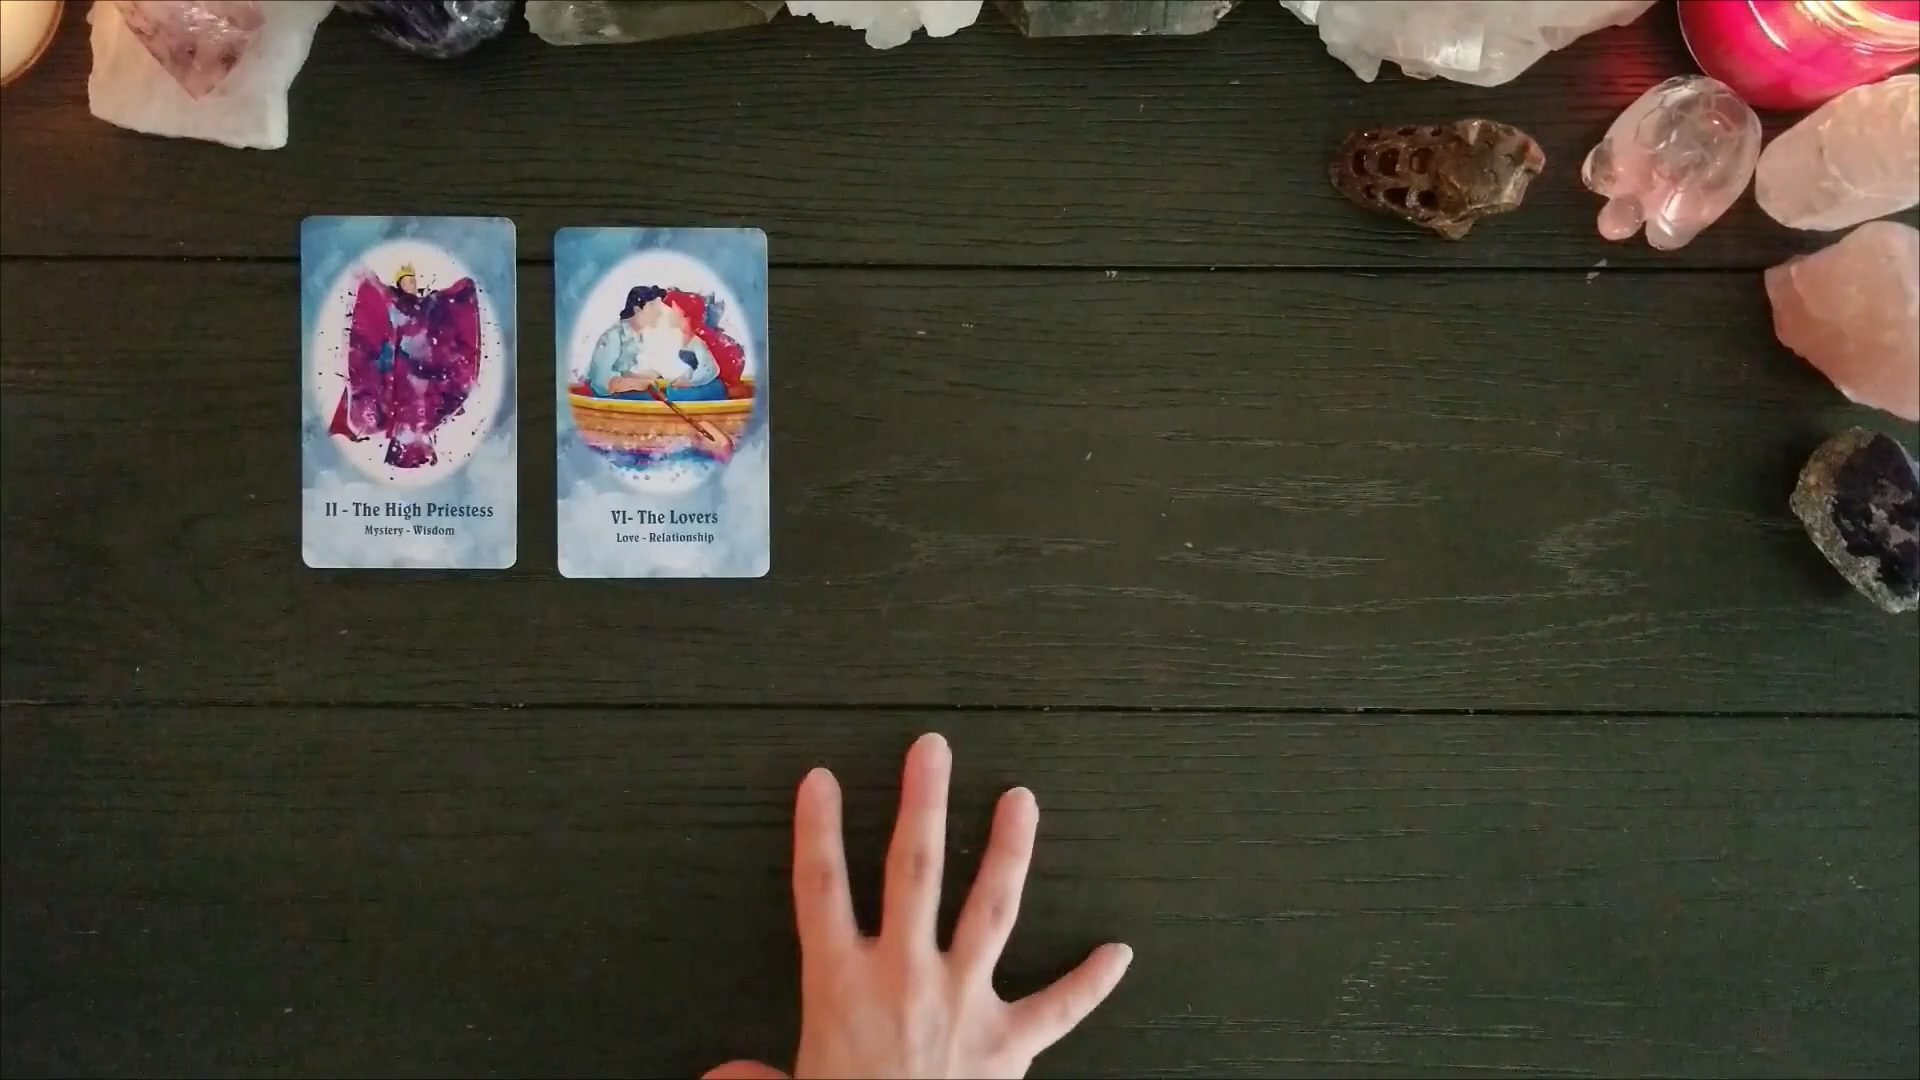 II - The High Priestess
Mystery - Wisdom
VI- The Lovers
Love - Relationship